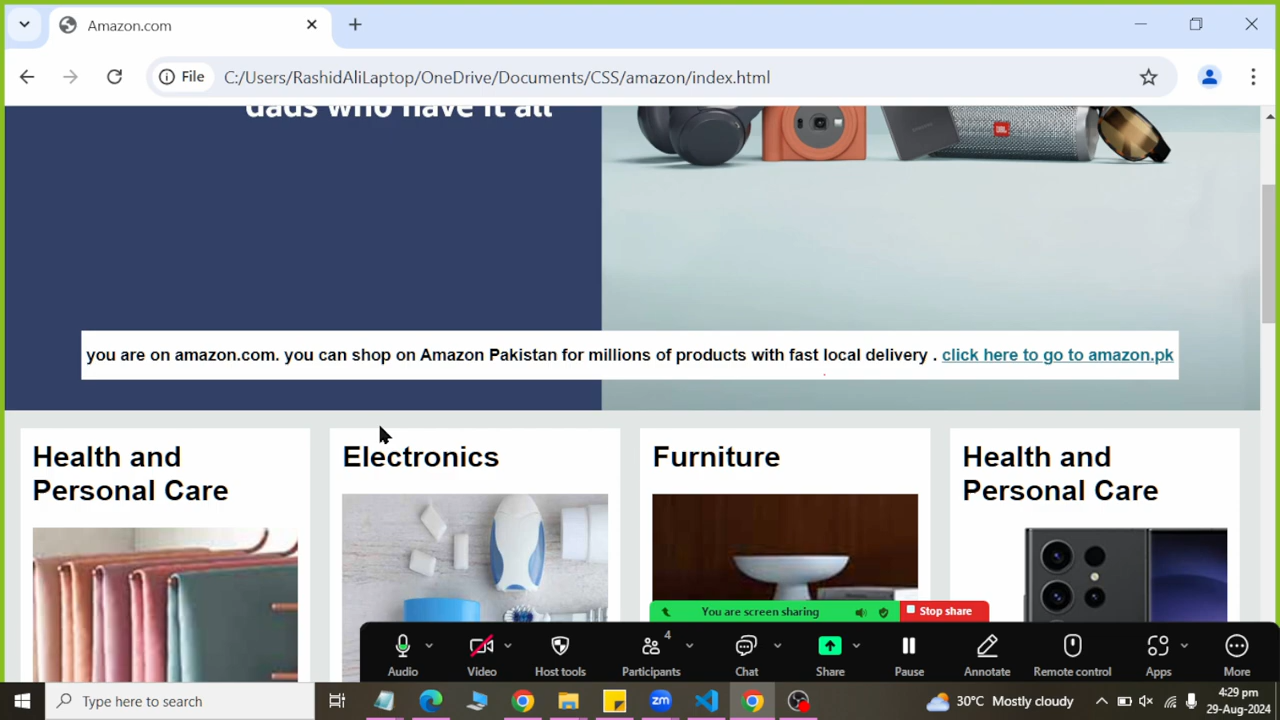 Amazon.com
File
C:/Users/RashidAliLaptop/OneDrive/Documents/CSS/amazon/index.html
dads who have it all
JBL
you are on amazon.com. you can shop on Amazon Pakistan for millions of products with fast local delivery . click here to go to amazon.pk
Health and
Personal Care
Electronics
Furniture
Health and
Personal Care
You are screen sharing
Stop share
4
Audio
Video
Host tools
Participants
Chat
Share
Pause
Annotate
Remote control
Apps
More
Type here to search
zm
30°C Mostly cloudy
4:29 pm
29-Aug-2024